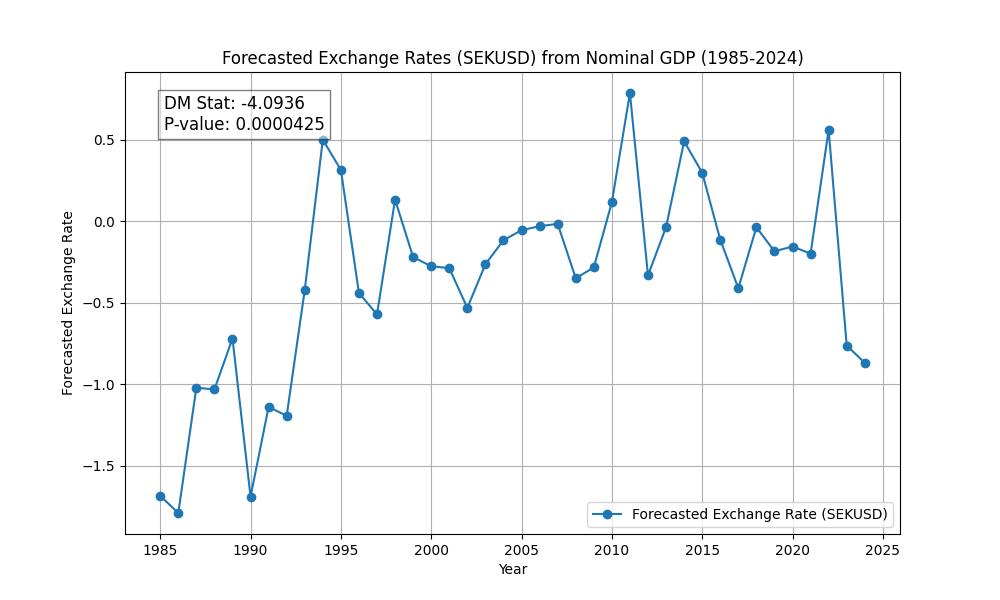 Forecasted Exchange Rates (SEKUSD) from Nominal GDP (1985-2024)
DM Stat: -4.0936
P-value: 0.0000425
Forecasted Exchange Rate
0.5
0.0
−0.5
−1.0
−1.5
Forecasted Exchange Rate (SEKUSD)
1985 1990 1995 2000 2005 2010 2015 2020 2025
Year